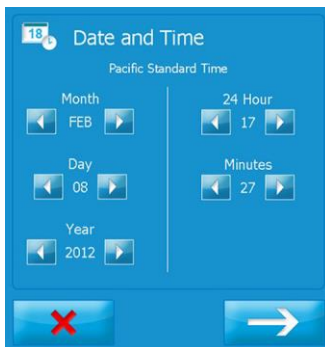 18
Date and Time
Pacific Standard Time
Month
FEB
Day
08
Year
2012
24 Hour
17
Minutes
27